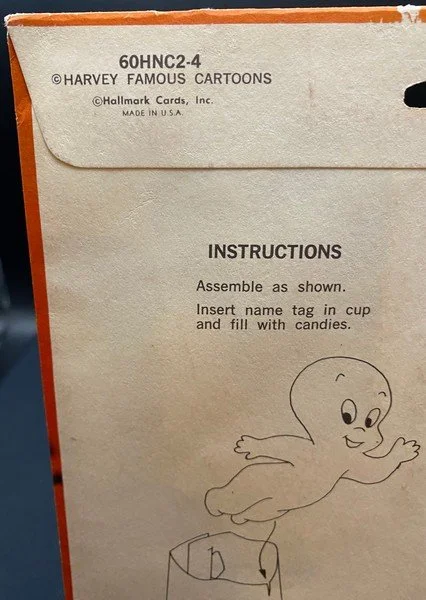 60HNC2-4
©HARVEY FAMOUS CARTOONS
©Hallmark Cards, Inc.
MADE IN U.S.A.
INSTRUCTIONS
Assemble as shown.
Insert name tag in cup
and fill with candies.